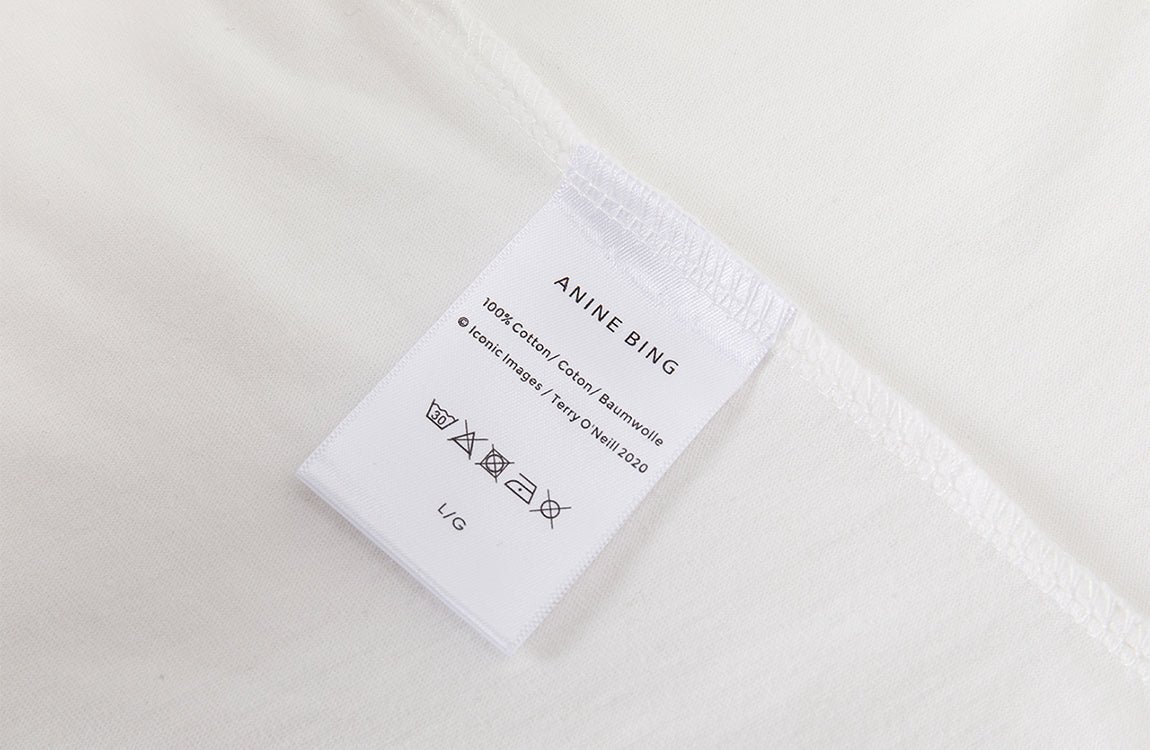 ANINE BING
100% Cotton/ Coton/ Baumwolle
© Iconic Images / Terry O'Neill 2020
30
L/G